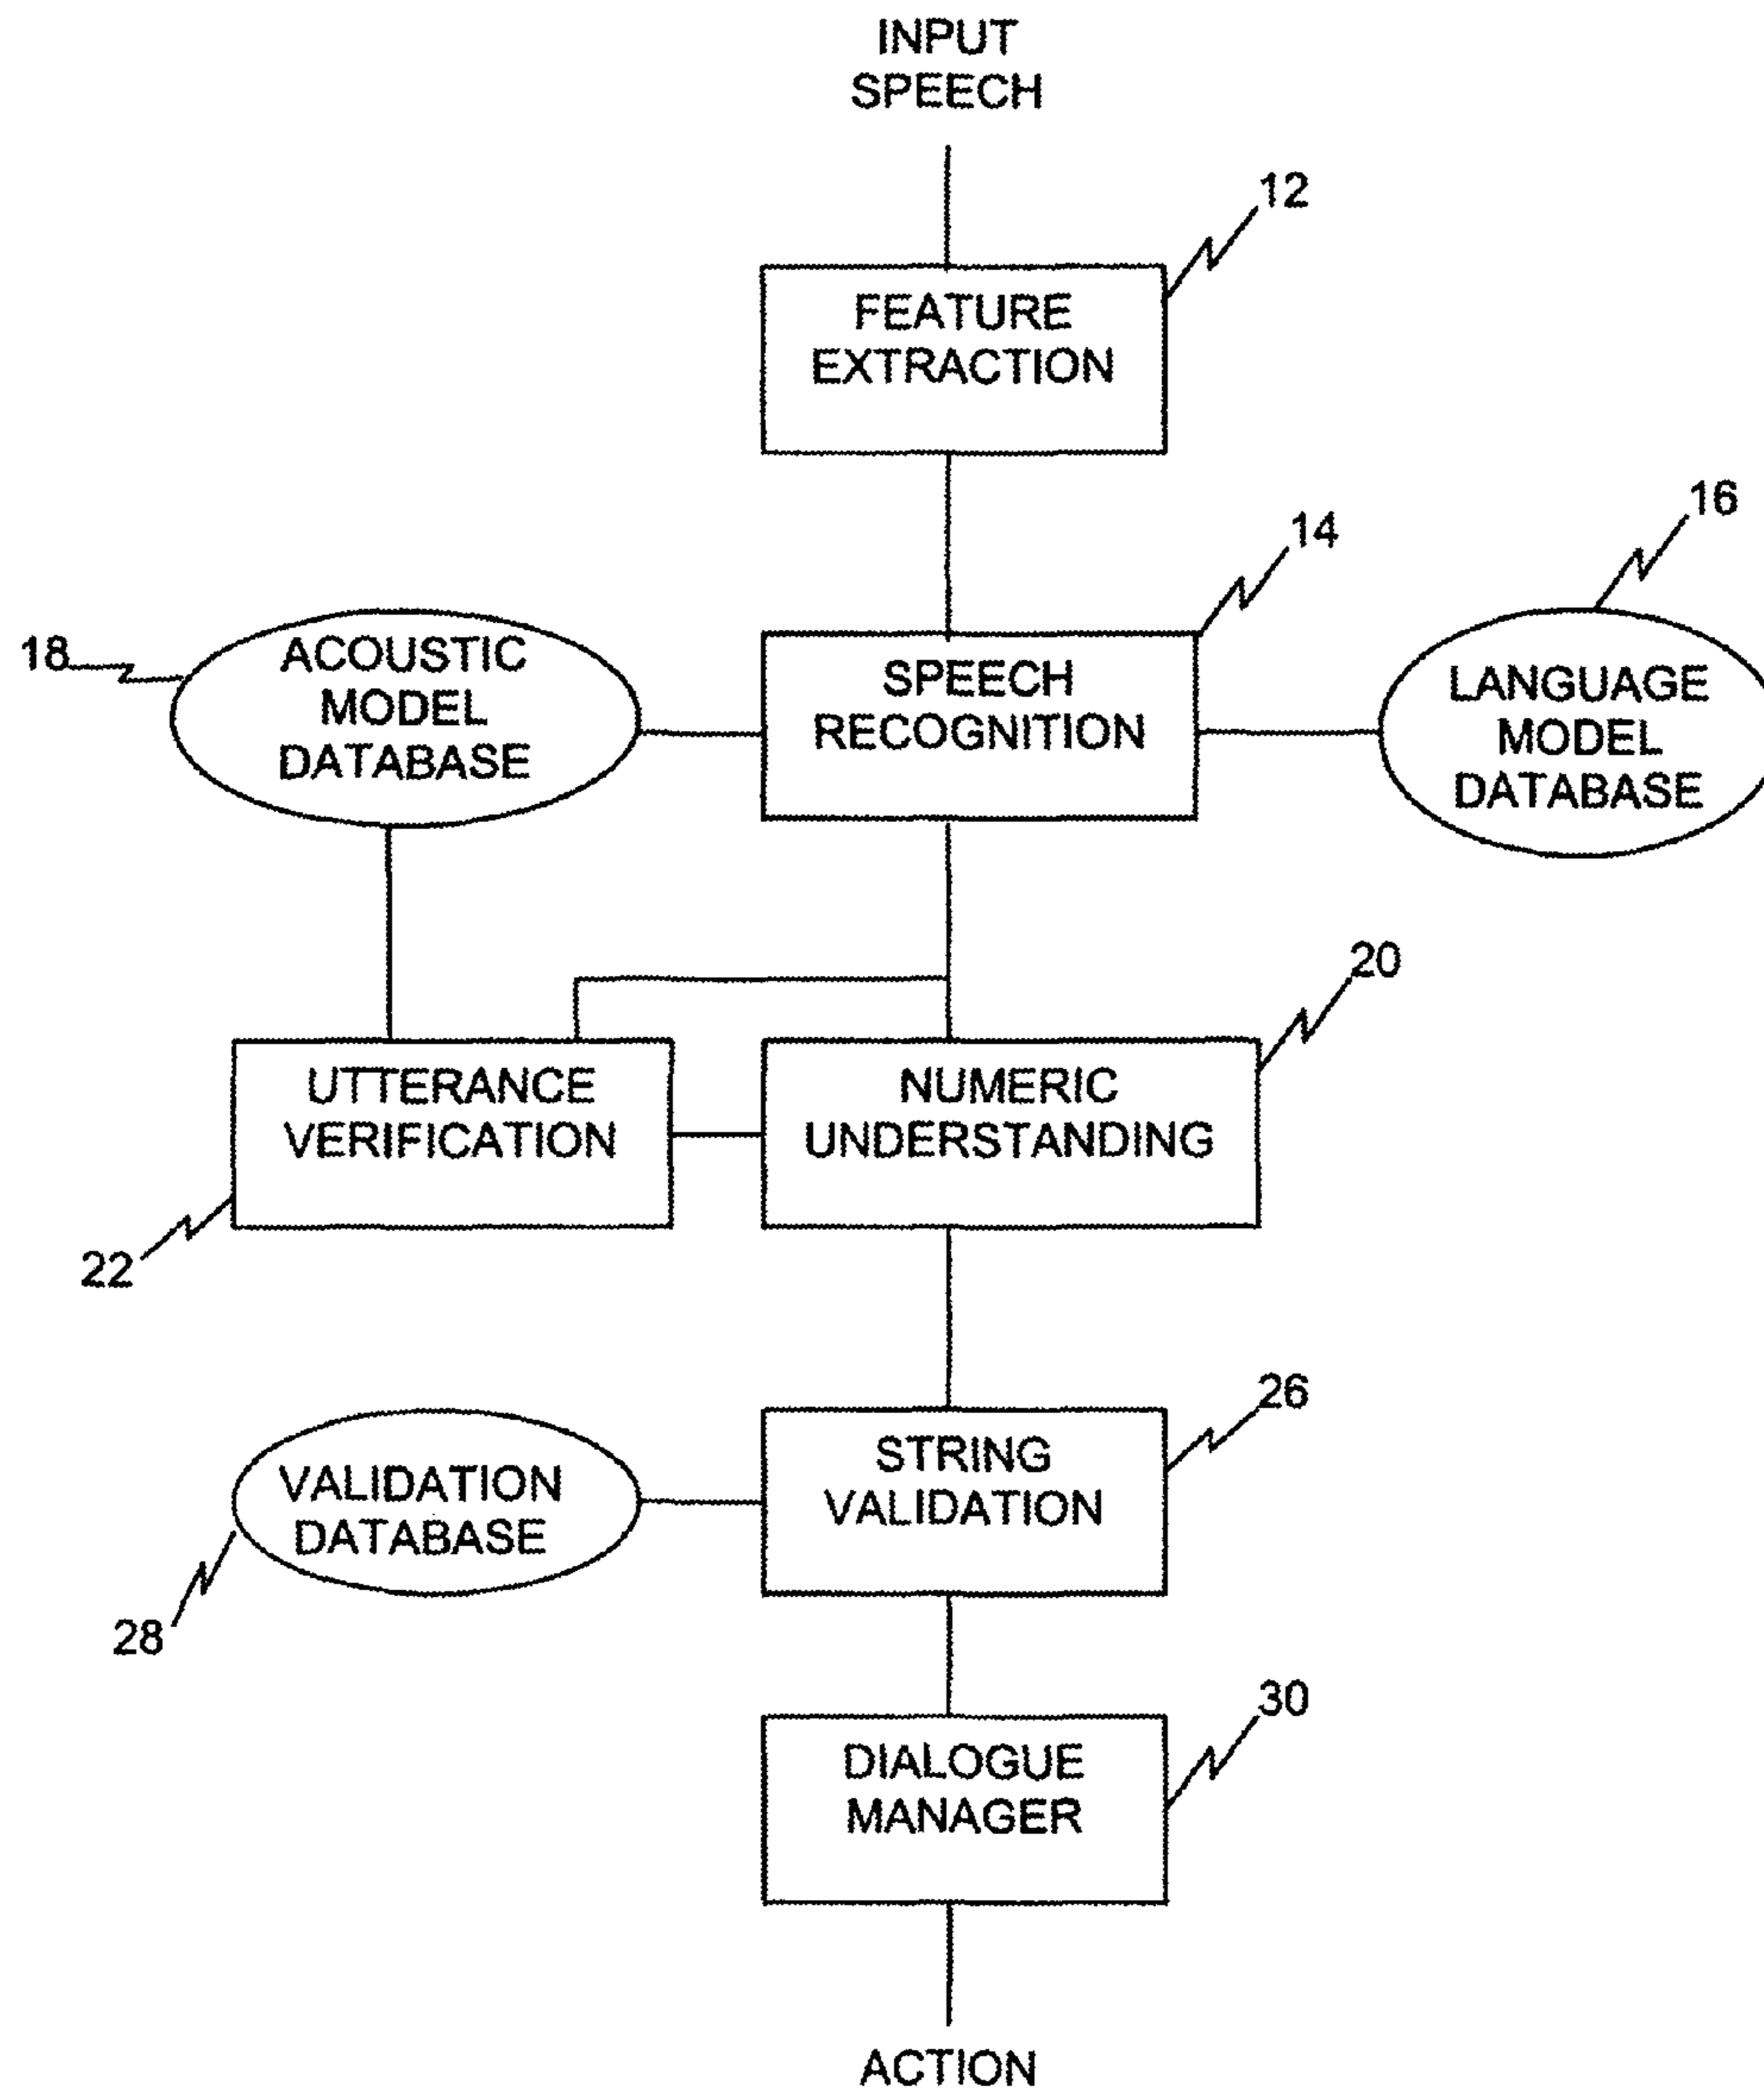 INPUT
SPEECH
12
FEATURE
EXTRACTION
16
14
18
ACOUSTIC
MODEL
DATABASE
SPEECH
RECOGNITION
LANGUAGE
MODEL
DATABASE
20
UTTERANCE
VERIFICATION
NUMERIC
UNDERSTANDING
22
26
STRING
VALIDATION
VALIDATION
DATABASE
28
30
DIALOGUE
MANAGER
ACTION